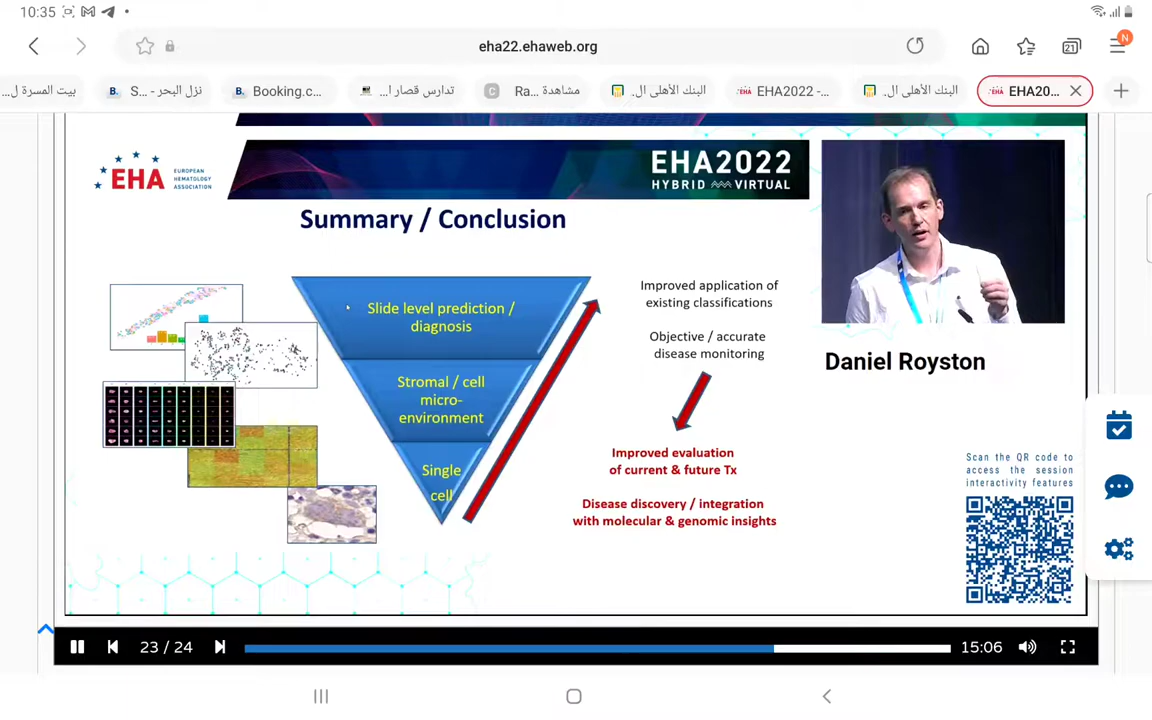 10:35
eha22.ehaweb.org
21
N
بيت المسرة ل...
B. S... - نزل البحر
B. Booking.c...
تدارس قصار ا...
C Ra... مشاهدة
البنك الأهلى ال...
EHA2022 -...
البنك الأهلى ال...
EHA20...
EHA EUROPEAN
HEMATOLOGY
ASSOCIATION
EHA2022
HYBRID VIRTUAL
Summary / Conclusion
Slide level prediction /
diagnosis
Stromal / cell
micro-
environment
Single
cell
Improved application of
existing classifications
Objective / accurate
disease monitoring
Improved evaluation
of current & future Tx
Disease discovery / integration
with molecular & genomic insights
Daniel Royston
Scan the QR code to
access the session
interactivity features
23 / 24
15:06